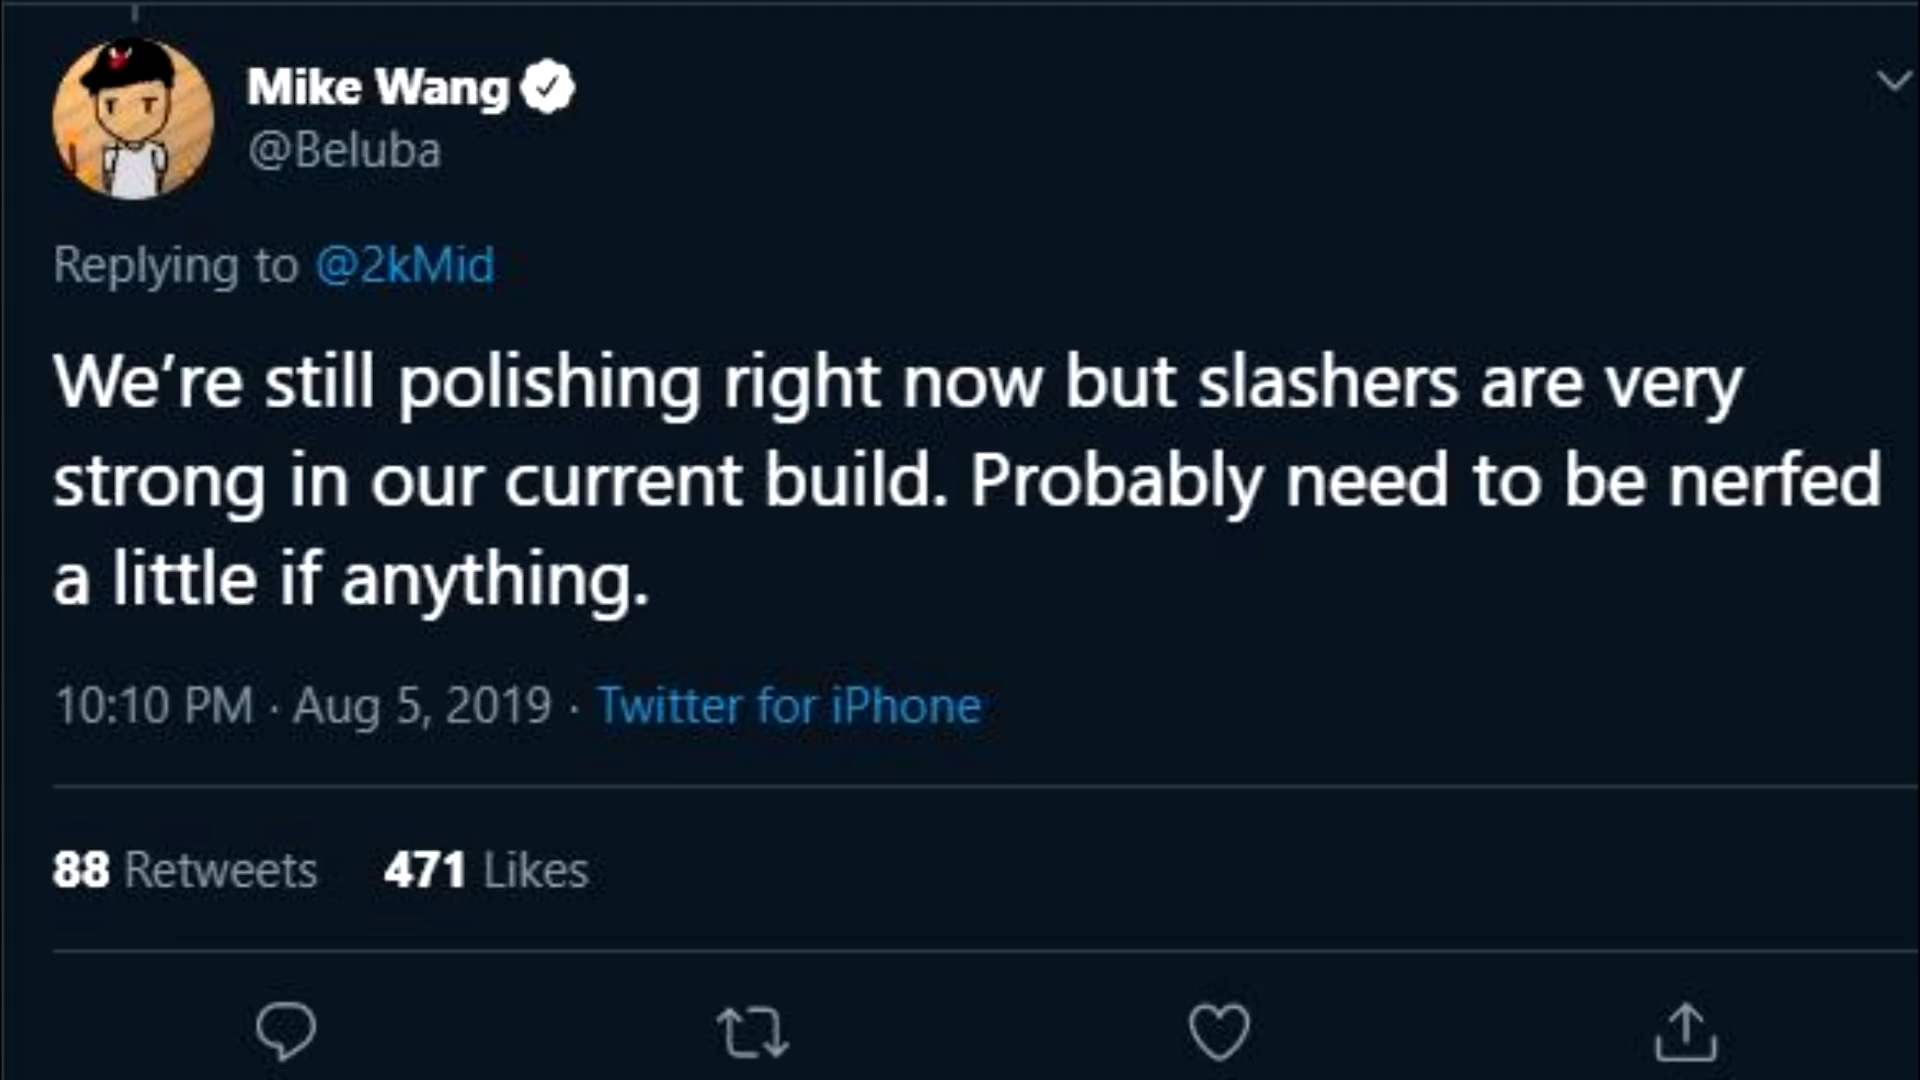 Mike Wang
@Beluba
Replying to @2kMid
We’re still polishing right now but slashers are very
strong in our current build. Probably need to be nerfed
a little if anything.
10:10 PM · Aug 5, 2019 · Twitter for iPhone
88 Retweets 471 Likes